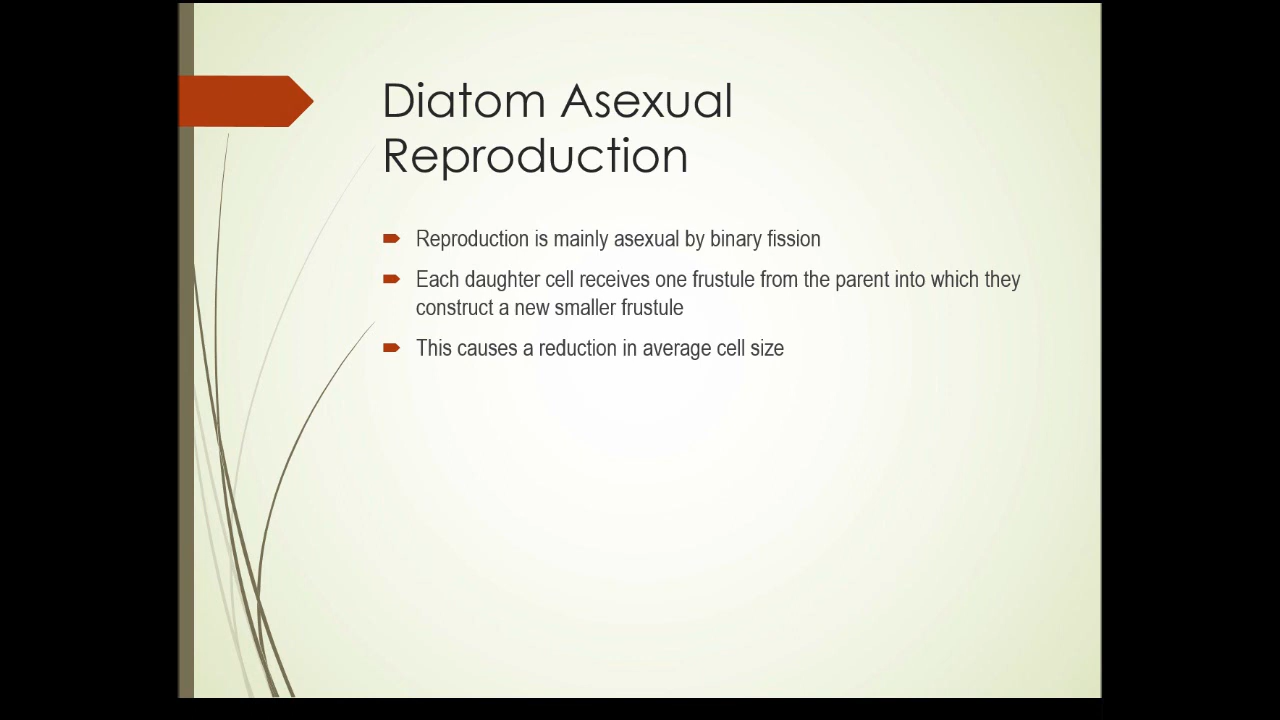 Diatom Asexual
Reproduction
Reproduction is mainly asexual by binary fission
Each daughter cell receives one frustule from the parent into which they
construct a new smaller frustule
This causes a reduction in average cell size